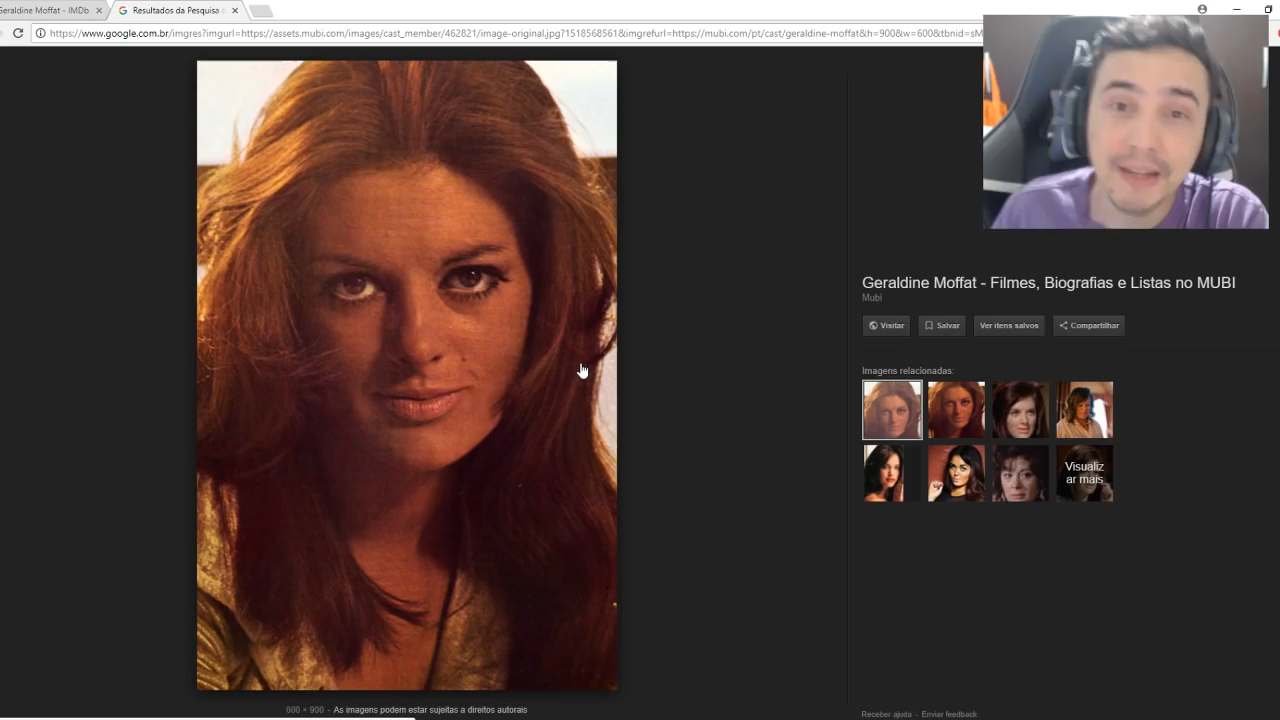 Geraldine Moffat - IMDb
Resultados da Pesquisa
https://www.google.com.br/imgres?imgurl=https://assets.mubi.com/images/cast_member/462821/image-original.jpg?1518568561&imgrefurl=https://mubi.com/pt/cast/geraldine-moffat&h=900&w=600&tbnid=sM
Geraldine Moffat - Filmes, Biografias e Listas no MUBI
Mubi
Visitar
Salvar
Ver itens salvos
Compartilhar
Imagens relacionadas:
Visualiz
ar mais
600 × 900 - As imagens podem estar sujeitas a direitos autorais
Receber ajuda - Enviar feedback